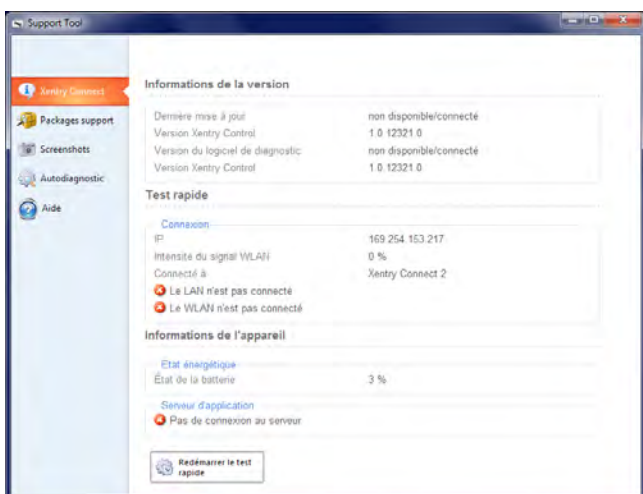 Support Tool
Xentry Connect
Packages support
Screenshots
Autodiagnostic
Aide
Informations de la version
Dernière mise à jour non disponible/connecté
Version Xentry Control 1.0.12321.0
Version du logiciel de diagnostic non disponible/connecté
Version Xentry Control 1.0.12321.0
Test rapide
Connexion
IP 169.254.153.217
Intensité du signal WLAN 0 %
Connecté à Xentry Connect 2
Le LAN n'est pas connecté
Le WLAN n'est pas connecté
Informations de l'appareil
Etat énergétique
État de la batterie 3 %
Serveur d'application
Pas de connexion au serveur
Redémarrer le test
rapide